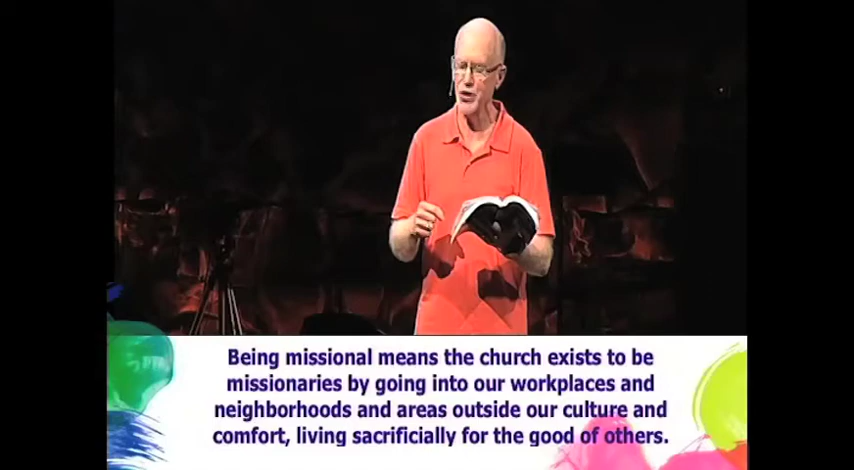 Being missional means the church exists to be
missionaries by going into our workplaces and
neighborhoods and areas outside our culture and
comfort, living sacrificially for the good of others.